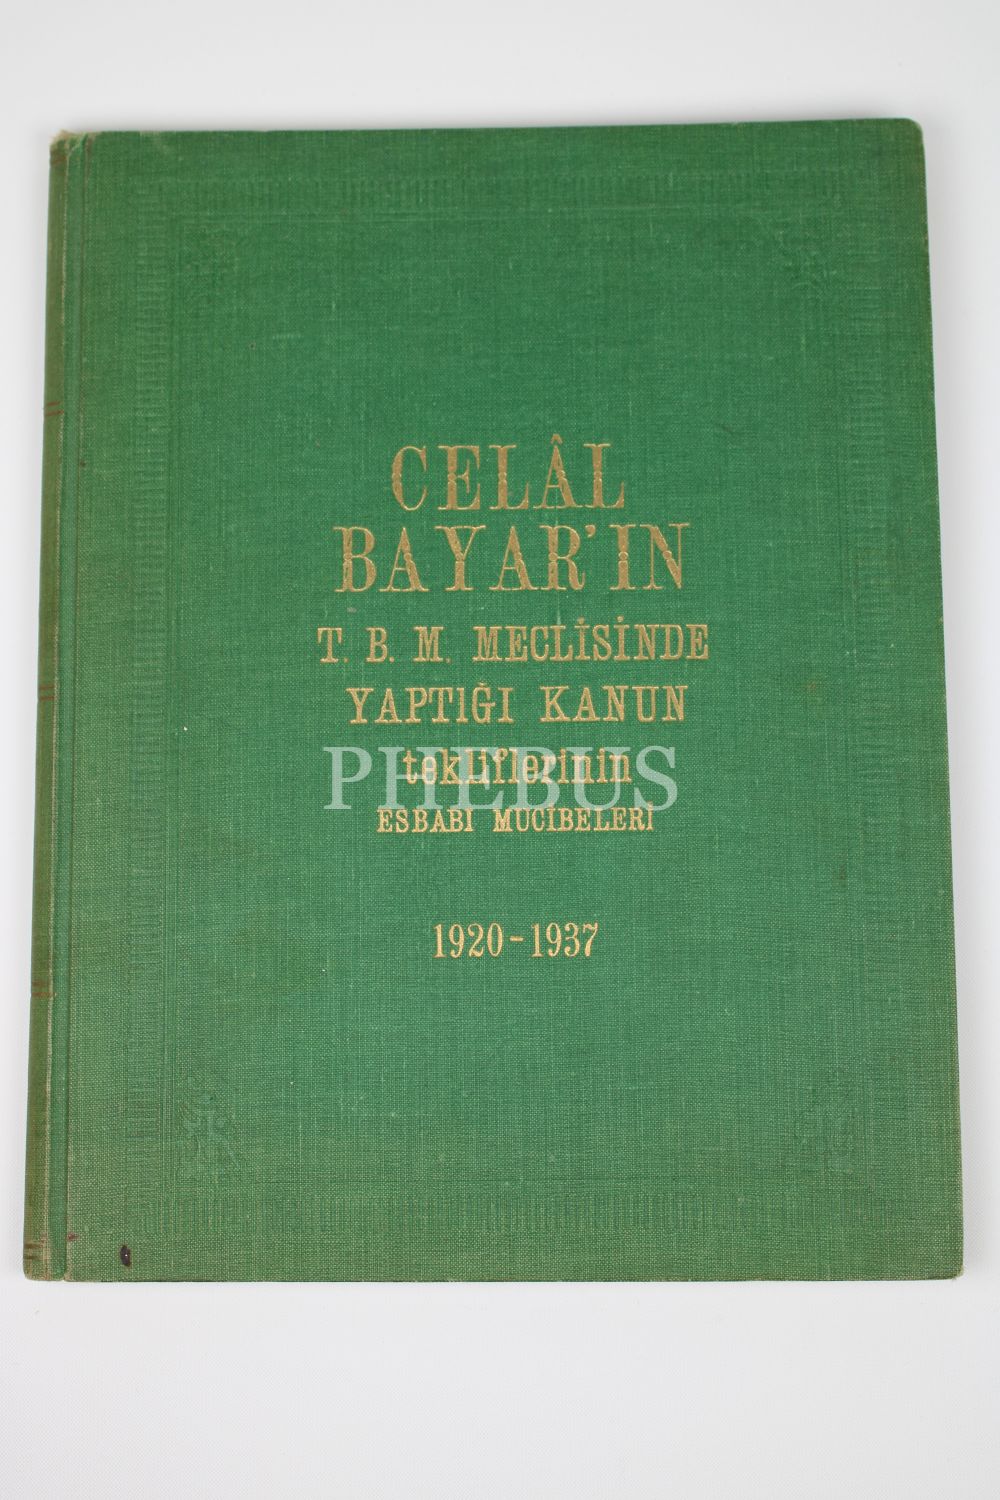 CELÂL
BAYAR'IN
T. B. M. MECLİSİNDE
YAPTIĞI KANUN
tekliflerinin
PHEBUS
ESBABI MUCİBELERİ
1920-1937